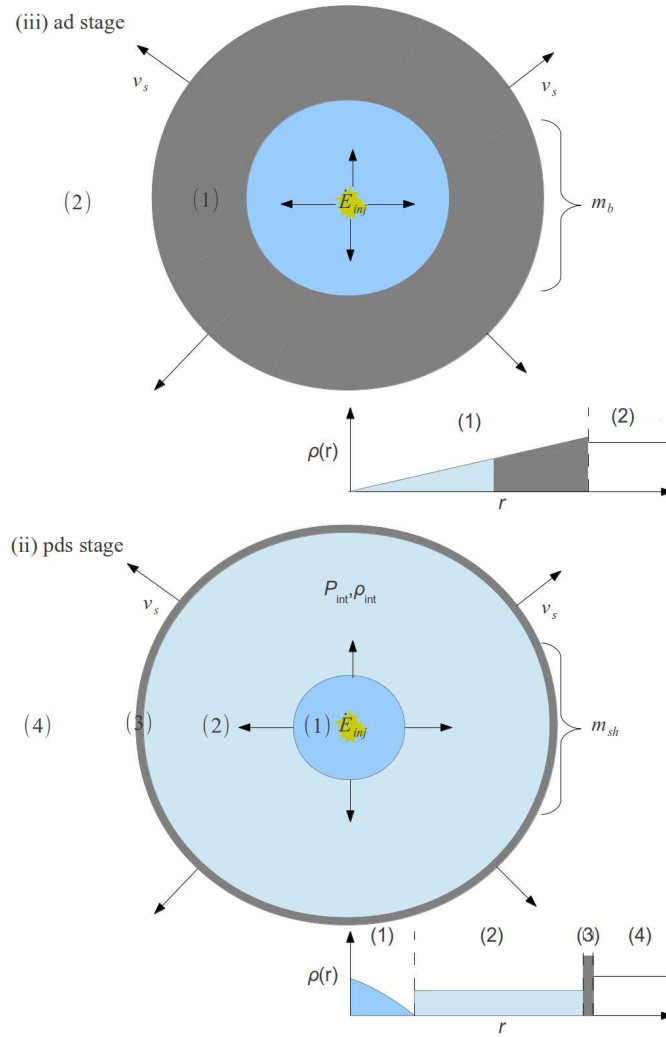 (iii) ad stage
v_s
v_s
(2)
(1)
Ė_inj
m_b
(1)
(2)
ρ(r)
r
(ii) pds stage
P_int,ρ_int
v_s
v_s
(4)
(3)
(2)
(1)
Ė_inj
m_sh
(1)
(2)
(3)
(4)
ρ(r)
r